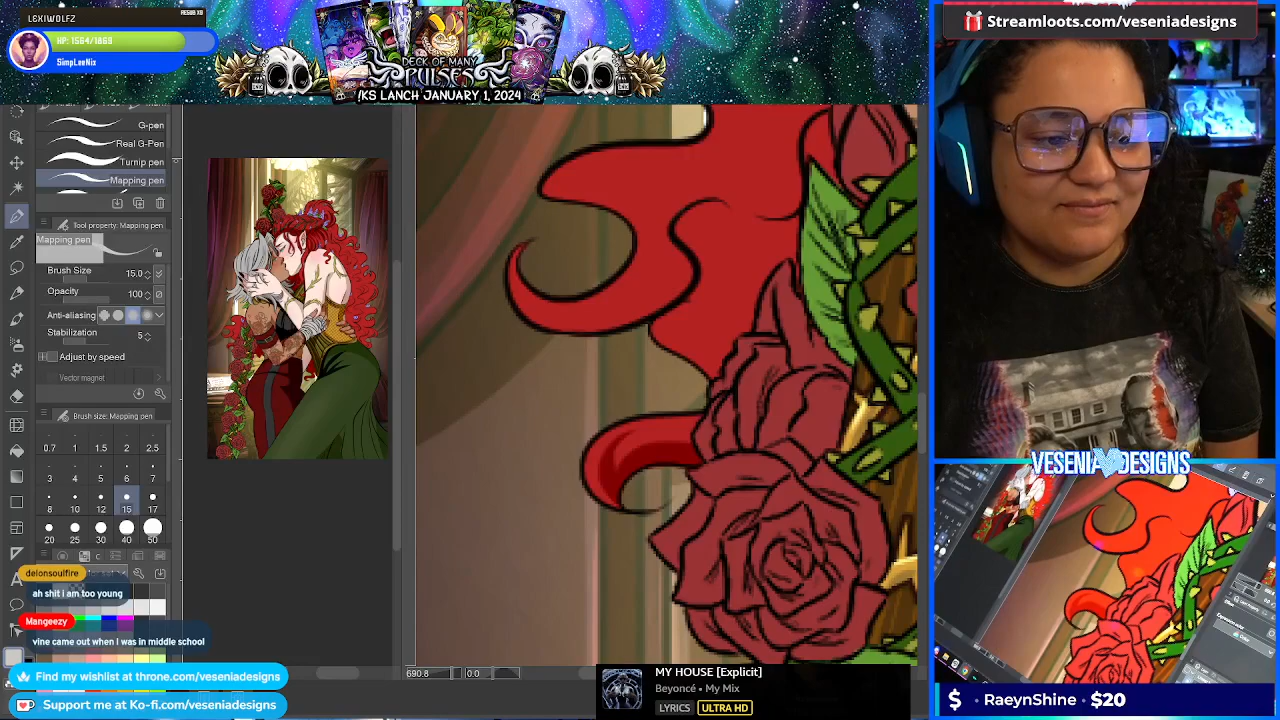 LEXIWOLFZ
HP: 1564/1869
SimpLeeNix
DECK OF MANY
PULSES
!KS LANCH JANUARY 1, 2024
Streamloots.com/veseniadesigns
G-pen
Real G-Pen
Turnip pen
Mapping pen
Tool property: Mapping pen
Mapping pen
Brush Size 15.0
Opacity 100
Anti-aliasing
Stabilization 5
Adjust by speed
Vector magnet
Brush size: Mapping pen
0.7 1 1.5 2 2.5
3 4 5 6 7
8 10 12 15 17
20 25 30 40 50
delonsoulfire
ah shit i am too young
Mangeezy
vine came out when I was in middle school
Find my wishlist at throne.com/veseniadesigns
Support me at Ko-fi.com/veseniadesigns
690.8 0.0
MY HOUSE [Explicit]
Beyoncé • My Mix
LYRICS ULTRA HD
VESENIA DESIGNS
$ RaeynShine - $20